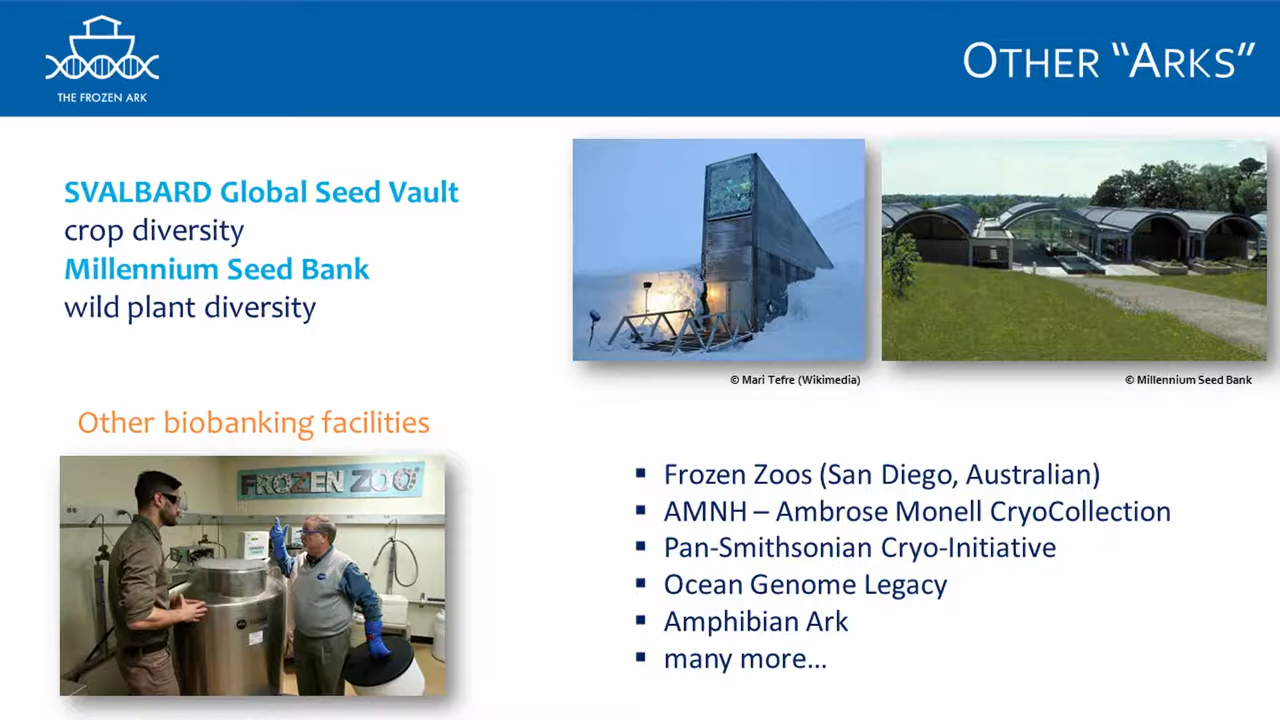 THE FROZEN ARK
OTHER “ARKS”
SVALBARD Global Seed Vault
crop diversity
Millennium Seed Bank
wild plant diversity
© Mari Tefre (Wikimedia)
© Millennium Seed Bank
Other biobanking facilities
FROZEN ZOO
▪ Frozen Zoos (San Diego, Australian)
▪ AMNH – Ambrose Monell CryoCollection
▪ Pan-Smithsonian Cryo-Initiative
▪ Ocean Genome Legacy
▪ Amphibian Ark
▪ many more...